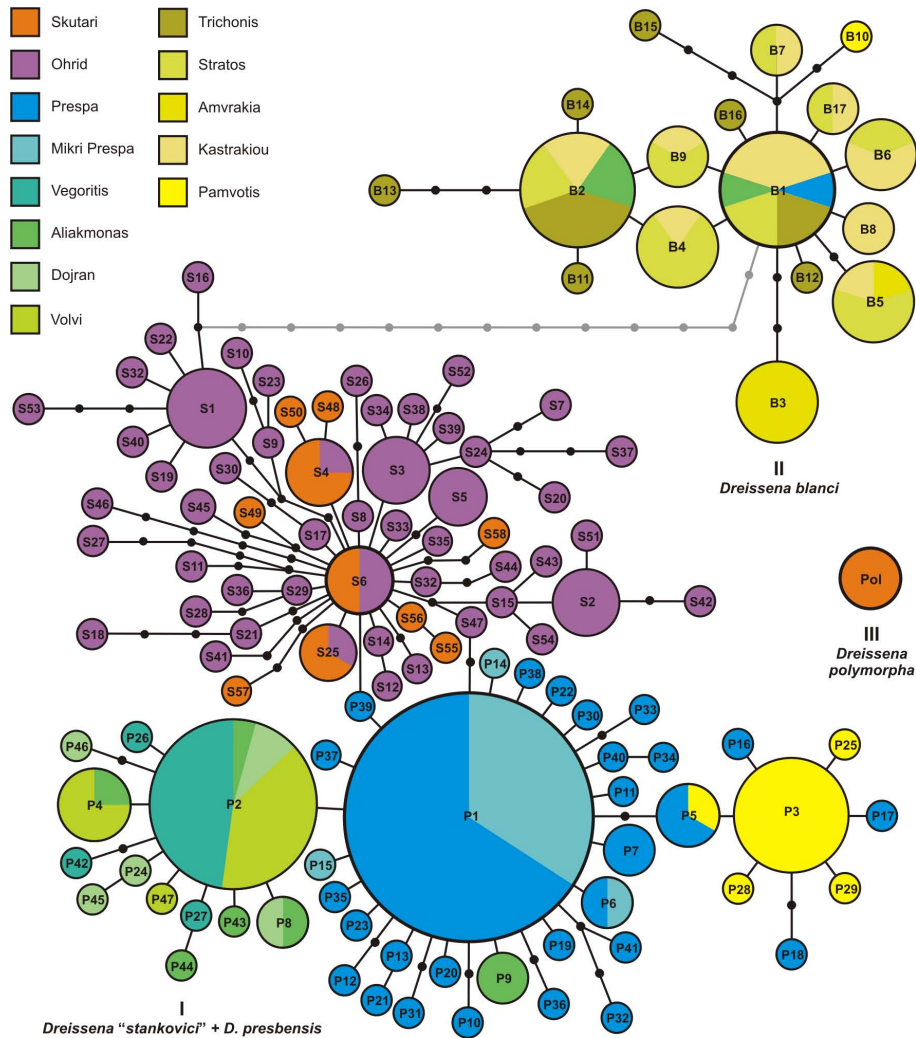 Skutari
Ohrid
Prespa
Mikri Prespa
Vegoritis
Aliakmonas
Dojran
Volvi
Trichonis
Stratos
Amvrakia
Kastrakiou
Pamvotis
B15
B7
B10
B14
B16
B17
B9
B6
B13
B2
B1
B8
B4
B11
B12
B5
B3
II
Dreissena blanci
S16
S22
S10
S32
S23
S26
S52
S53
S1
S50
S48
S34
S38
S7
S39
S40
S9
S24
S37
S19
S4
S3
S30
S5
S20
S46
S45
S49
S8
S33
S58
S17
S27
S35
S51
S11
S6
S32
S44
S43
S36
S29
S2
S42
S28
S15
S56
S47
S18
S21
S25
S14
S55
S54
S41
S13
S12
S57
Pol
III
Dreissena
polymorpha
P14
P38
P39
P22
P33
P26
P30
P46
P37
P40
P34
P16
P25
P11
P4
P2
P1
P5
P3
P17
P7
P42
P15
P24
P28
P29
P45
P47
P35
P6
P27
P43
P8
P23
P19
P41
P13
P18
P44
P12
P20
P9
P21
P31
P10
P36
P32
I
Dreissena “stankovici” + D. presbensis